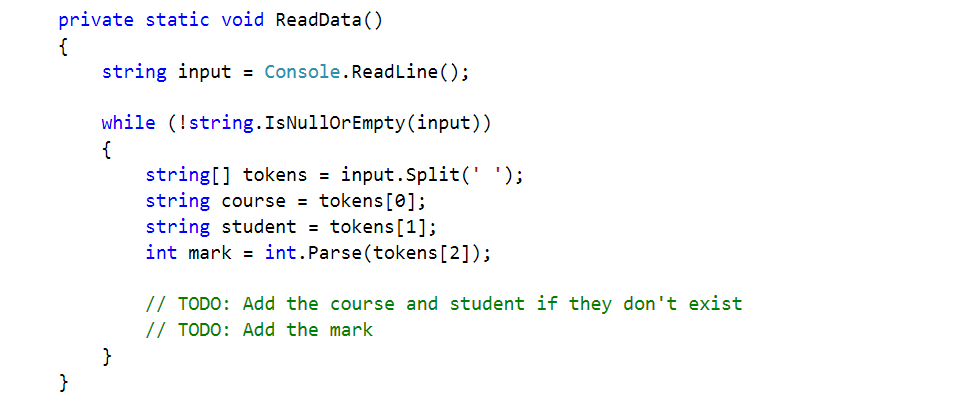 private static void ReadData()
{
    string input = Console.ReadLine();

    while (!string.IsNullOrEmpty(input))
    {
        string[] tokens = input.Split(' ');
        string course = tokens[0];
        string student = tokens[1];
        int mark = int.Parse(tokens[2]);

        // TODO: Add the course and student if they don't exist
        // TODO: Add the mark
    }
}